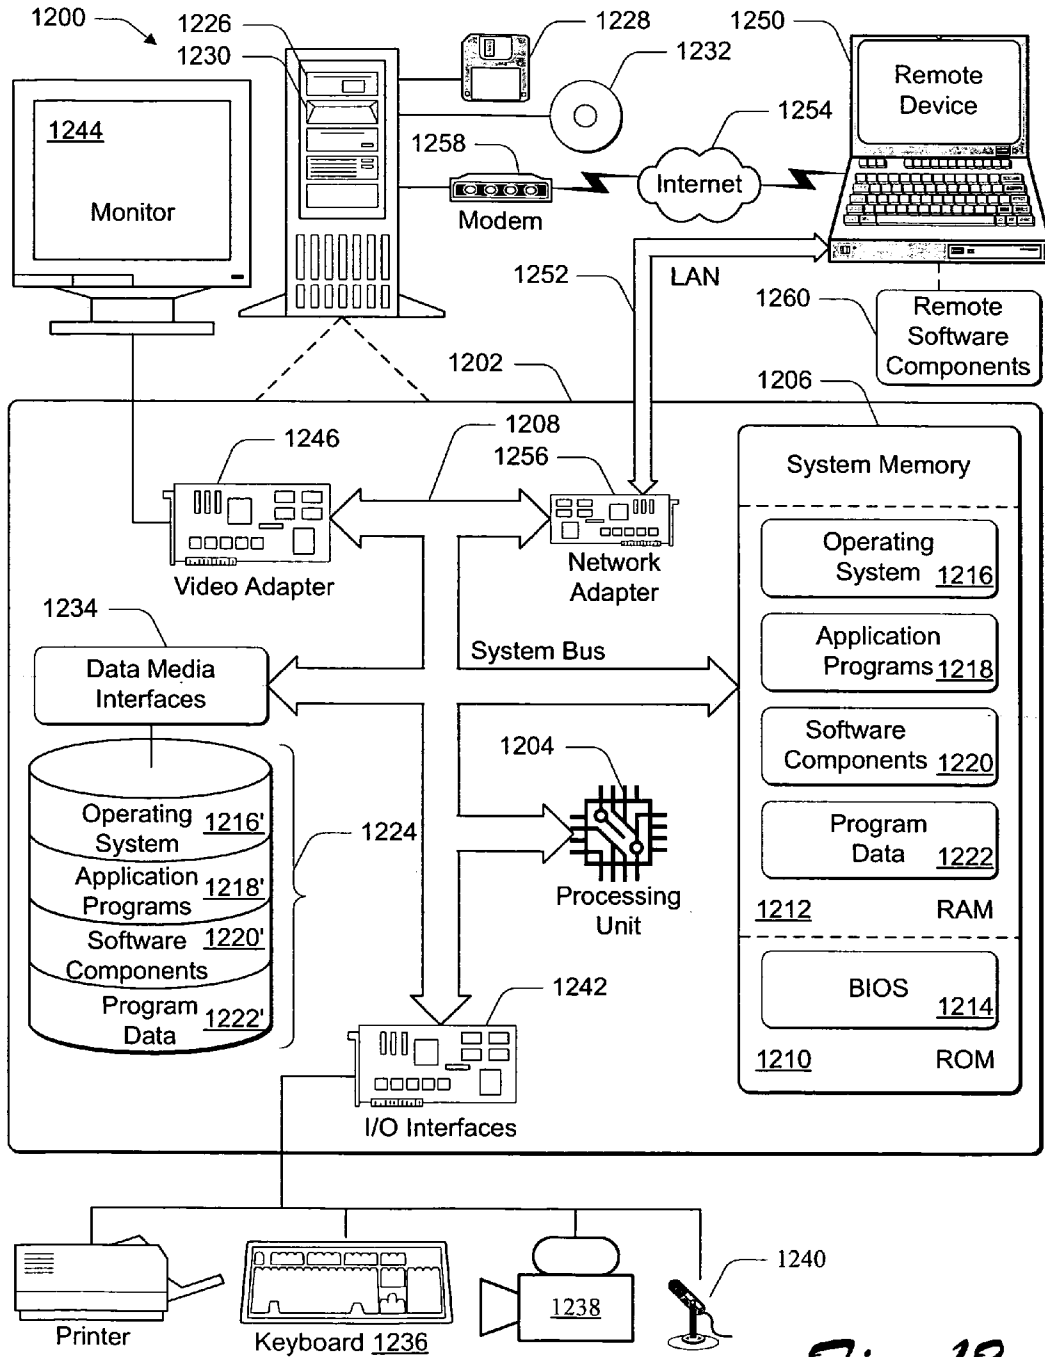 1200
1226
1230
1228
1232
1250
1244
Monitor
1258
Modem
1254
Internet
Remote
Device
1252
LAN
1260
Remote
Software
Components
1202
1206
1246
1208
1256
Video Adapter
Network
Adapter
System Memory
Operating
System 1216
1234
Data Media
Interfaces
System Bus
Application
Programs 1218
Software
Components 1220
1204
Processing
Unit
Program
Data 1222
1212 RAM
Operating
System 1216'
1224
Application
Programs 1218'
Software
Components 1220'
Program
Data 1222'
BIOS
1214
1210 ROM
1242
I/O Interfaces
Printer
Keyboard 1236
1238
1240